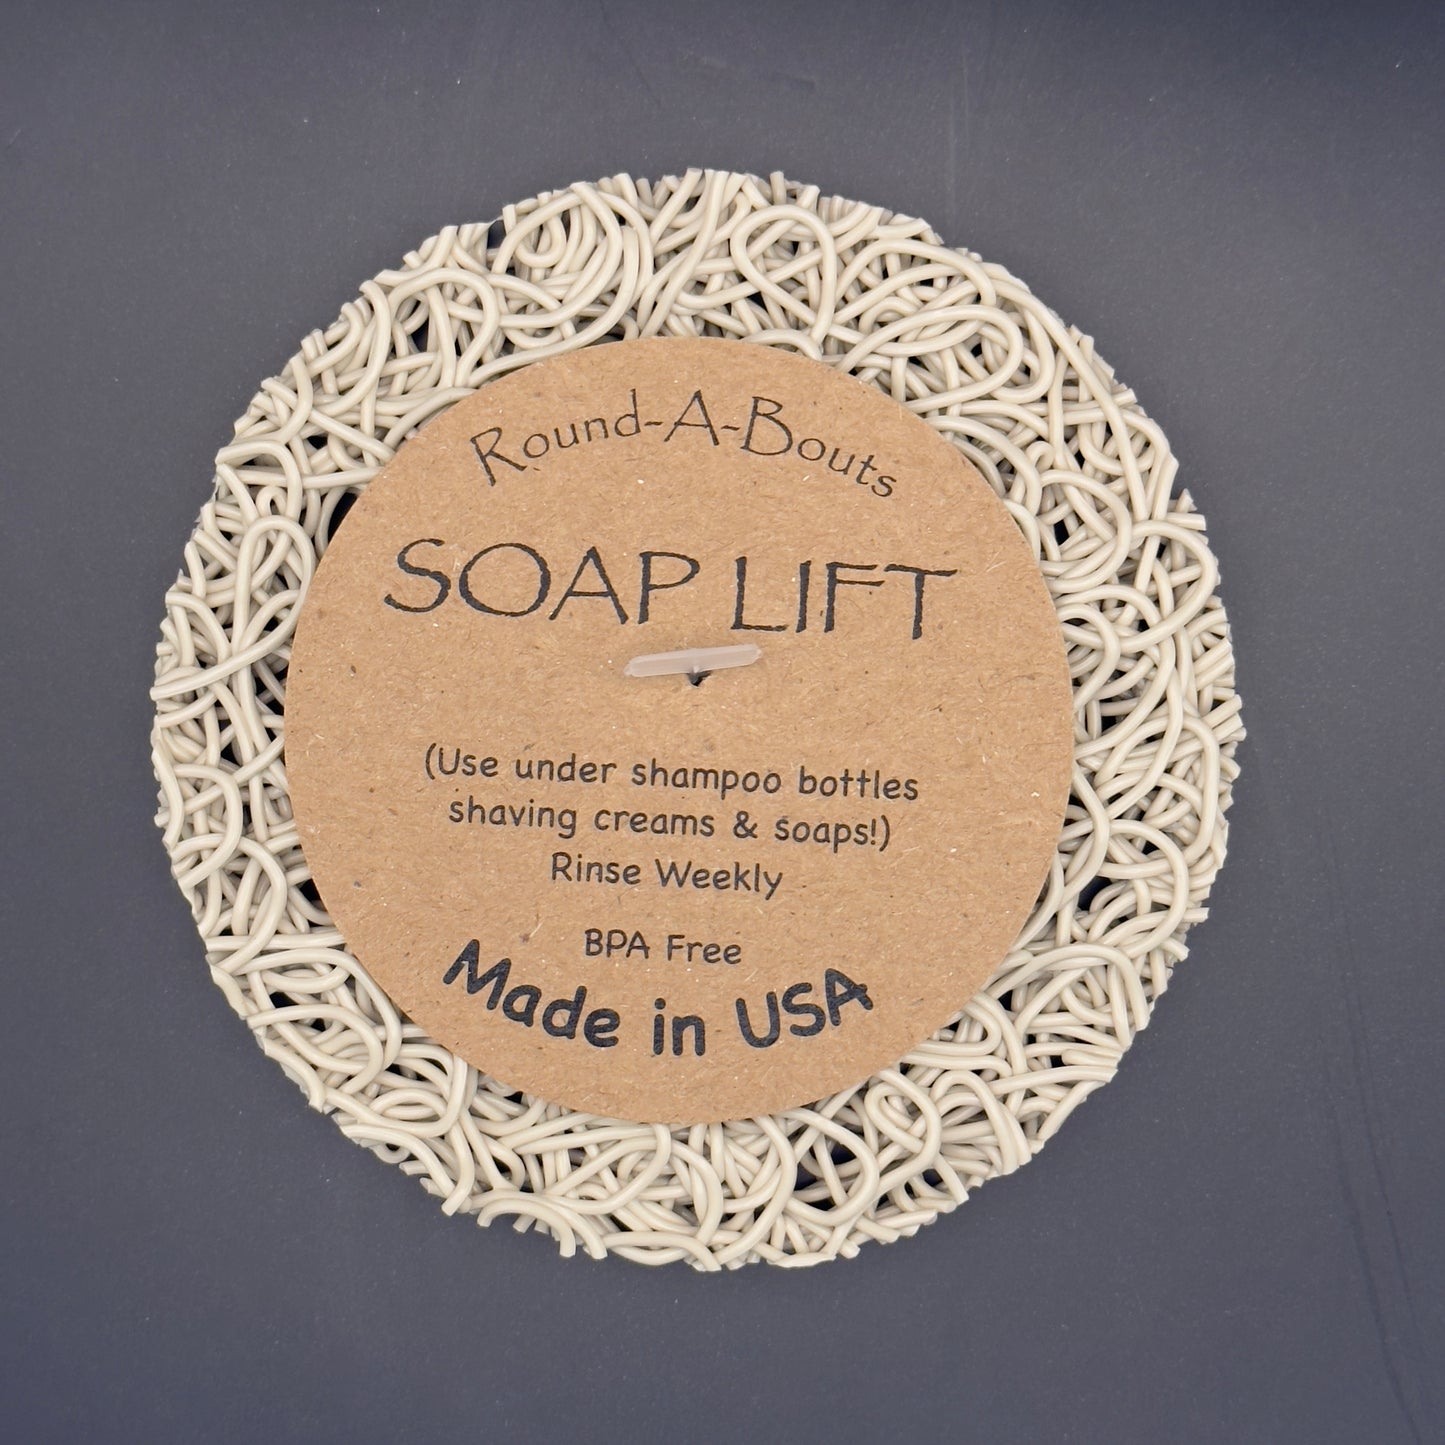 Round-A-Bouts
SOAP LIFT
(Use under shampoo bottles
shaving creams & soaps!)
Rinse Weekly
BPA Free
Made in USA